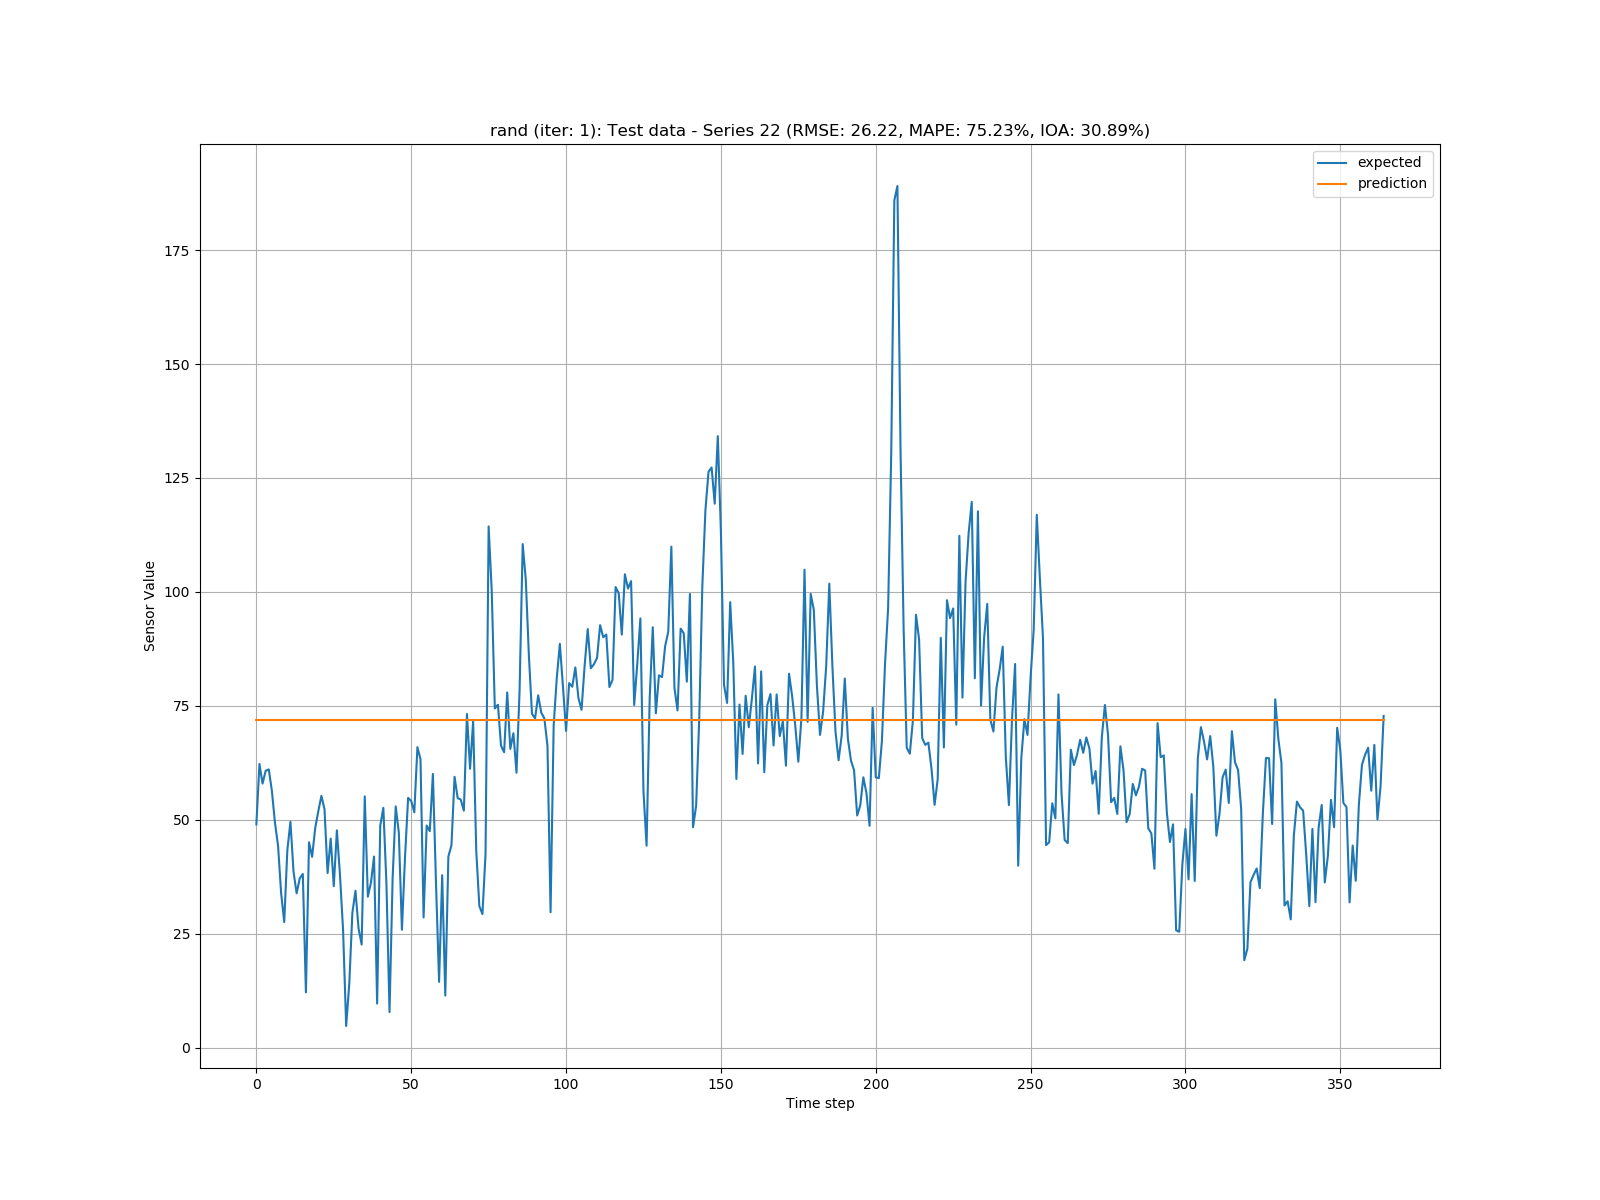 rand (iter: 1): Test data - Series 22 (RMSE: 26.22, MAPE: 75.23%, IOA: 30.89%)
expected
prediction
175
150
125
100
75
50
25
0
Sensor Value
0 50 100 150 200 250 300 350
Time step